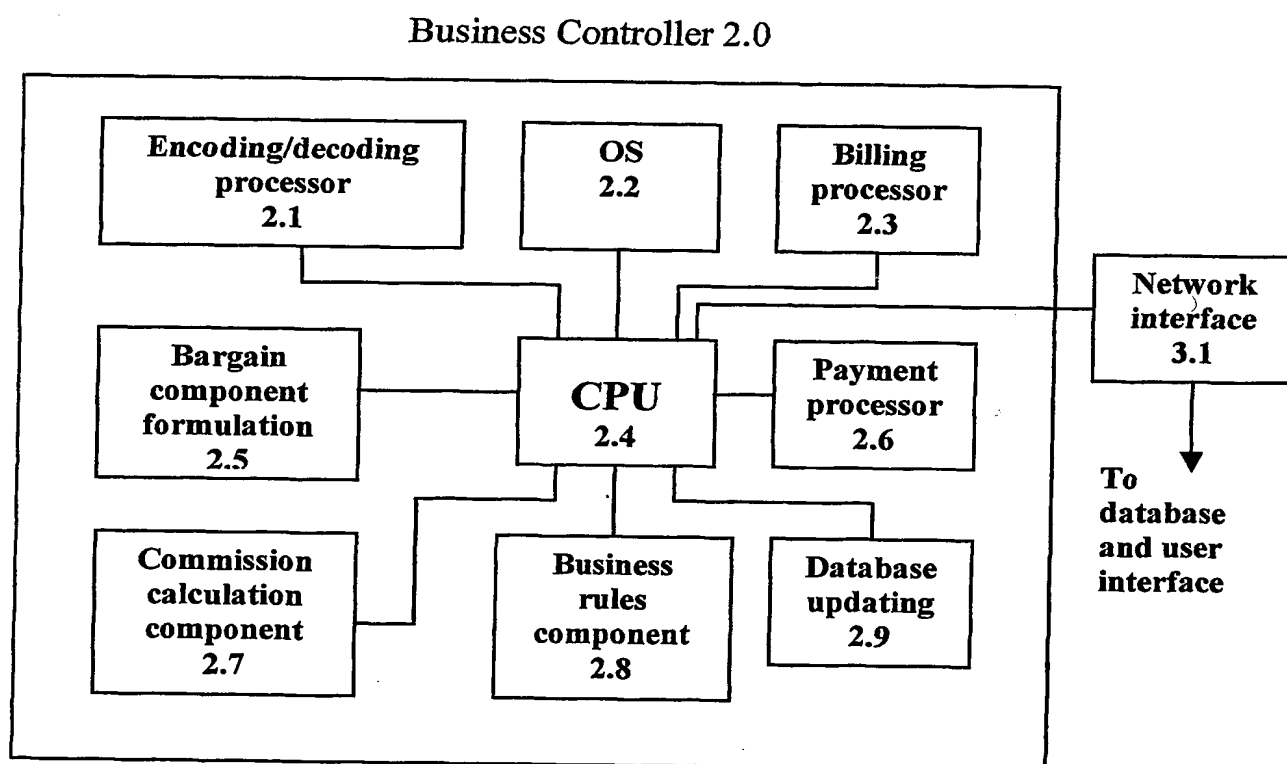 Business Controller 2.0
Encoding/decoding
processor
2.1
OS
2.2
Billing
processor
2.3
Network
interface
3.1
Bargain
component
formulation
2.5
CPU
2.4
Payment
processor
2.6
To
database
and user
interface
Commission
calculation
component
2.7
Business
rules
component
2.8
Database
updating
2.9